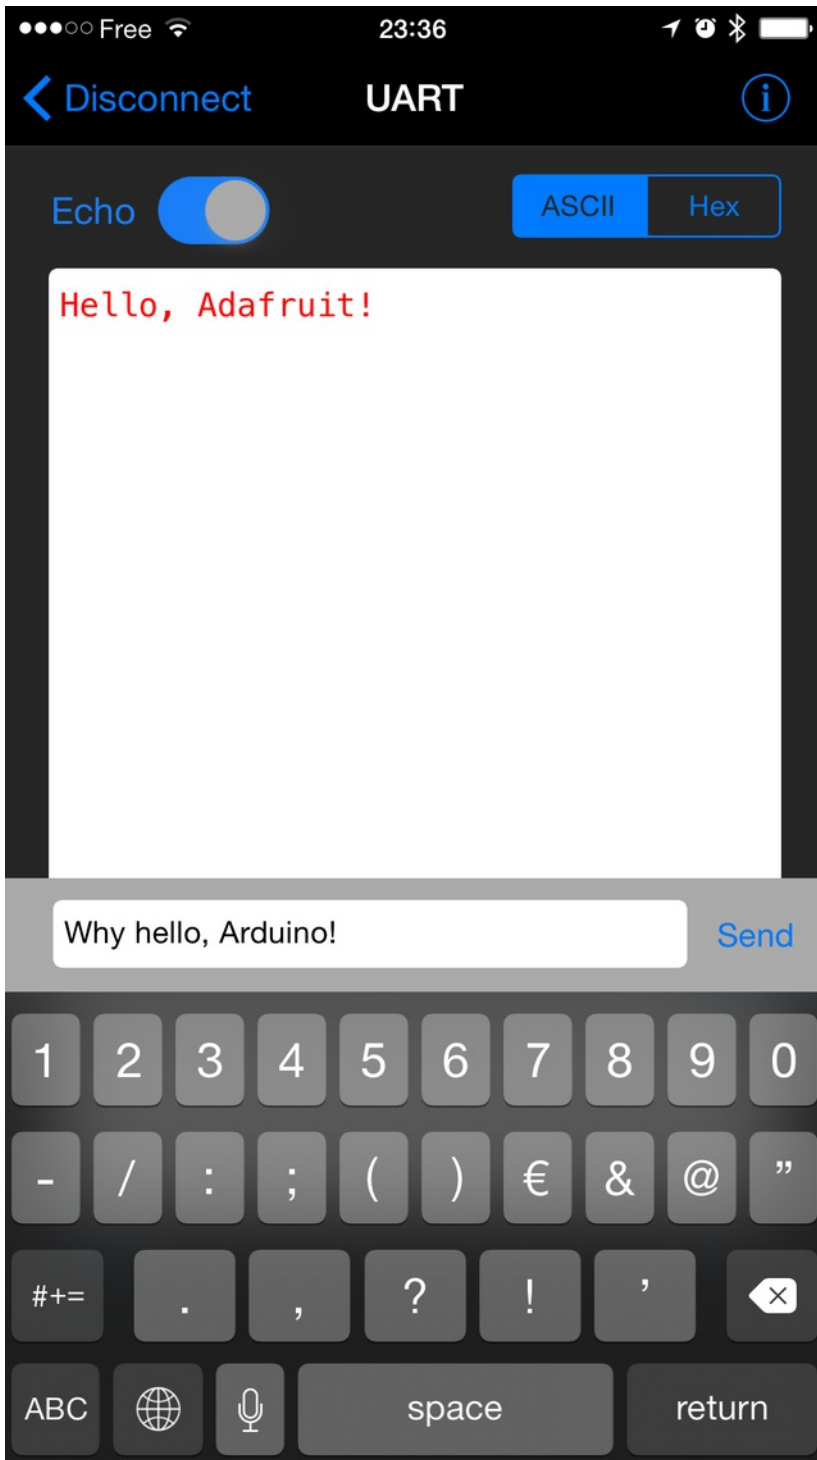 Free 23:36
Disconnect UART i
Echo ASCII Hex
Hello, Adafruit!
Why hello, Arduino! Send
1 2 3 4 5 6 7 8 9 0
- / : ; ( ) € & @ ”
#+= . , ? ! ’
ABC space return